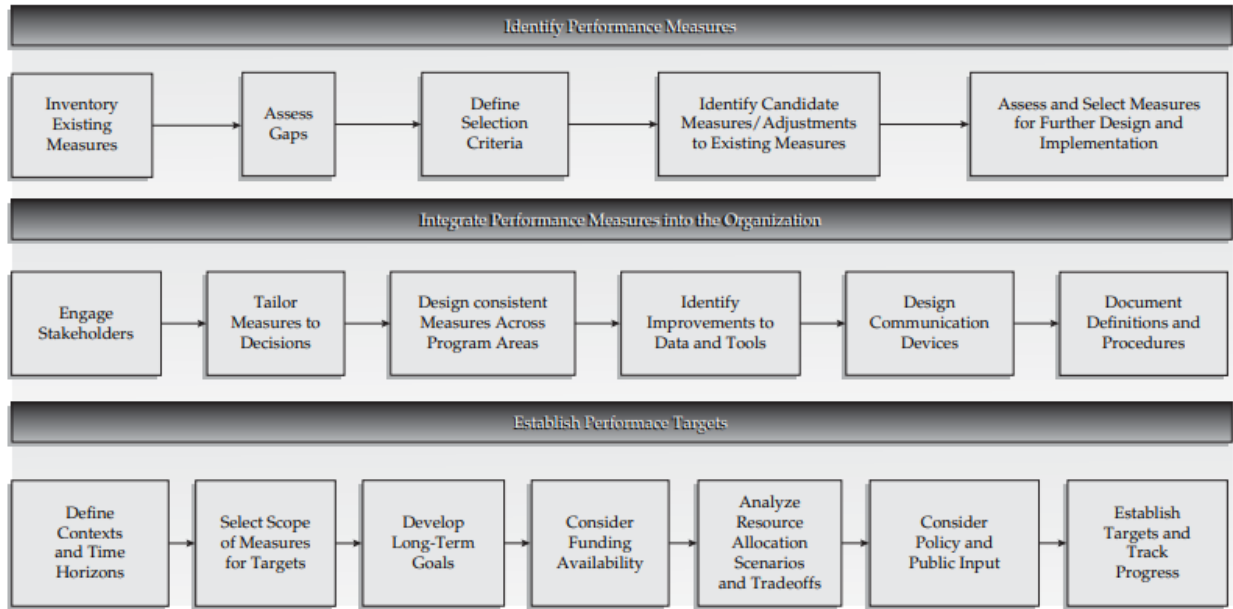 Identify Performance Measures
Inventory
Existing
Measures
Assess
Gaps
Define
Selection
Criteria
Identify Candidate
Measures/Adjustments
to Existing Measures
Assess and Select Measures
for Further Design and
Implementation
Integrate Performance Measures into the Organization
Engage
Stakeholders
Tailor
Measures to
Decisions
Design consistent
Measures Across
Program Areas
Identify
Improvements to
Data and Tools
Design
Communication
Devices
Document
Definitions and
Procedures
Establish Performace Targets
Define
Contexts
and Time
Horizons
Select Scope
of Measures
for Targets
Develop
Long-Term
Goals
Consider
Funding
Availability
Analyze
Resource
Allocation
Scenarios
and Tradeoffs
Consider
Policy and
Public Input
Establish
Targets and
Track
Progress